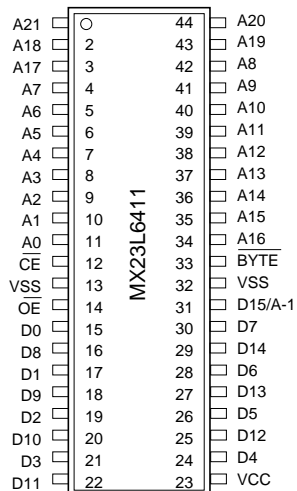 A21 44 A20
A18 2 43 A19
A17 3 42 A8
A7 4 41 A9
A6 5 40 A10
A5 6 39 A11
A4 7 38 A12
A3 8 37 A13
A2 9 36 A14
A1 10 35 A15
A0 11 34 A16
CE 12 33 BYTE
VSS 13 32 VSS
OE 14 31 D15/A-1
D0 15 30 D7
D8 16 29 D14
D1 17 28 D6
D9 18 27 D13
D2 19 26 D5
D10 20 25 D12
D3 21 24 D4
D11 22 23 VCC
MX23L6411